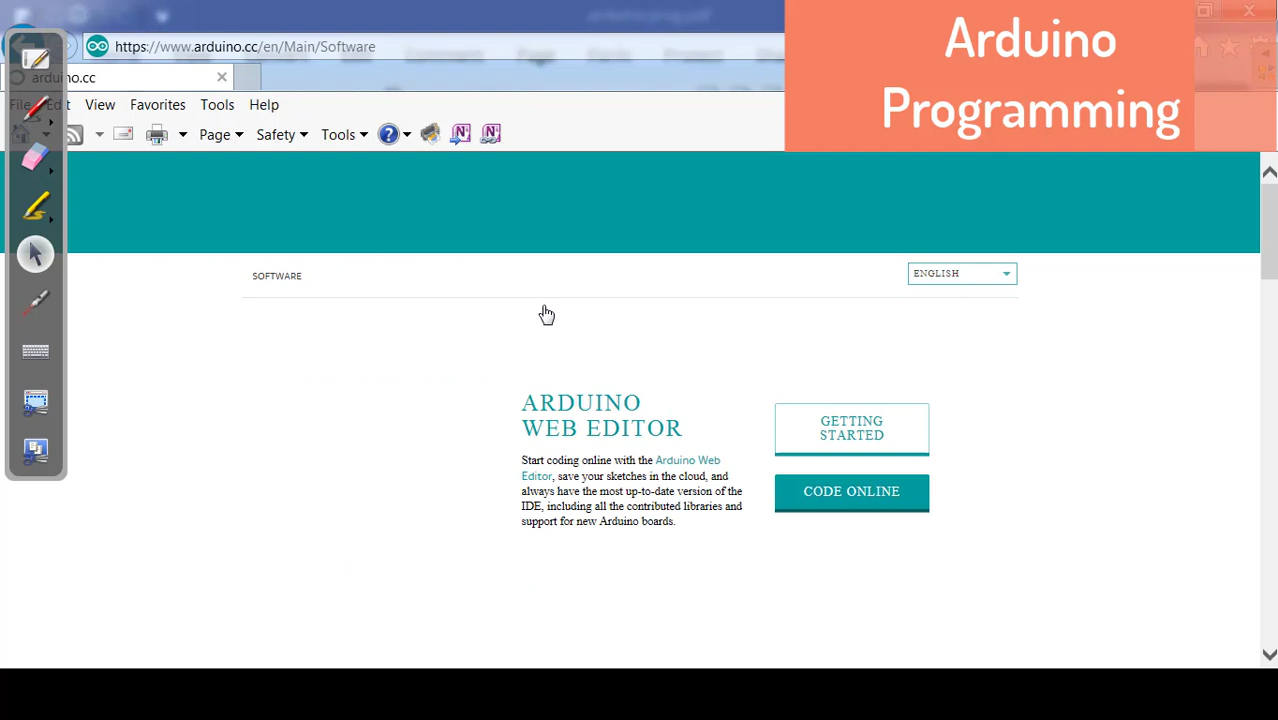 Arduino
Programming
https://www.arduino.cc/en/Main/Software
arduino.cc
File Edit View Favorites Tools Help
Page Safety Tools
SOFTWARE
ENGLISH
ARDUINO
WEB EDITOR
Start coding online with the Arduino Web
Editor, save your sketches in the cloud, and
always have the most up-to-date version of the
IDE, including all the contributed libraries and
support for new Arduino boards.
GETTING
STARTED
CODE ONLINE